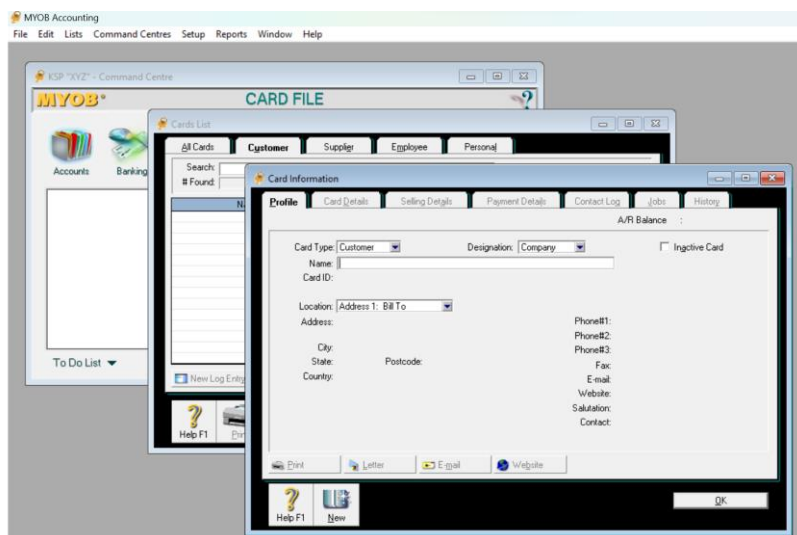 MYOB Accounting
File Edit Lists Command Centres Setup Reports Window Help
KSP "XYZ" - Command Centre
MYOB® CARD FILE
Accounts Banking
To Do List
Cards List
All Cards Customer Supplier Employee Personal
Search:
# Found:
New Log Entry
Help F1
Card Information
Profile Card Details Selling Details Payment Details Contact Log Jobs History
A/R Balance :
Card Type: Customer Designation: Company Inactive Card
Name:
Card ID:
Location: Address 1: Bill To
Address: Phone#1:
Phone#2:
City: Phone#3:
State: Postcode: Fax:
Country: E-mail:
Website:
Salutation:
Contact:
Print Letter E-mail Website
Help F1 New OK